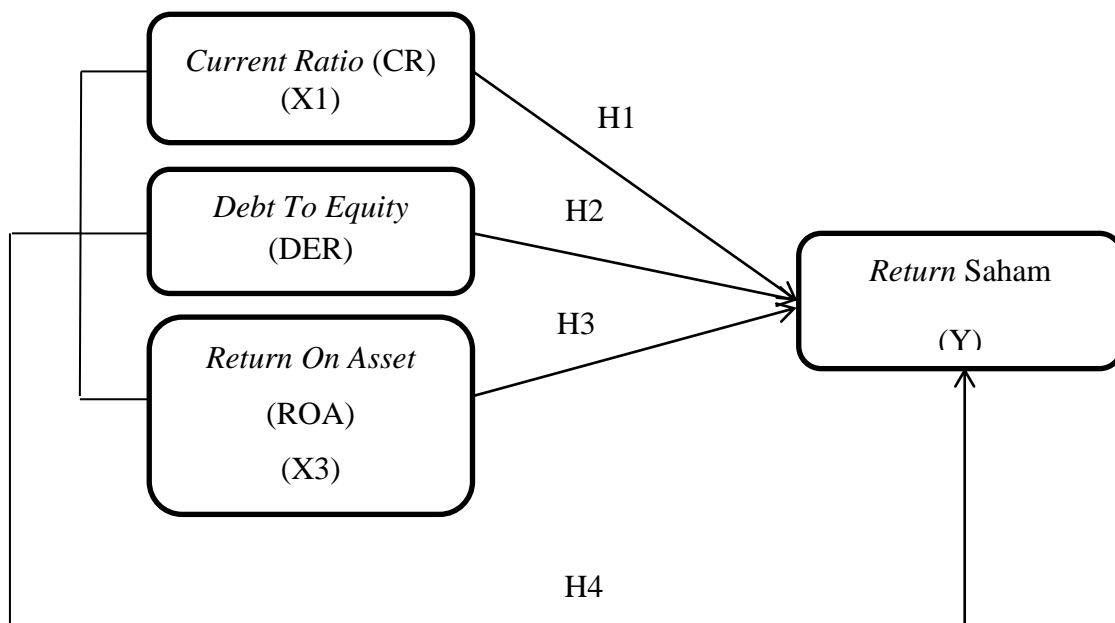 Current Ratio (CR)
(X1)
H1
Debt To Equity
(DER)
H2
Return On Asset
(ROA)
(X3)
H3
Return Saham
(Y)
H4